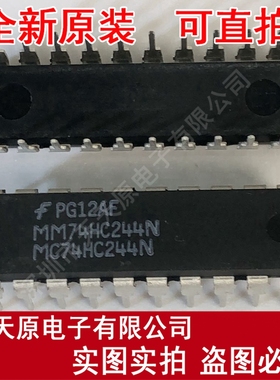 全新原装 可直拍
PG12AE
MM74HC244N
MC74HC244N
天原电子有限公司
实图实拍 盗图必